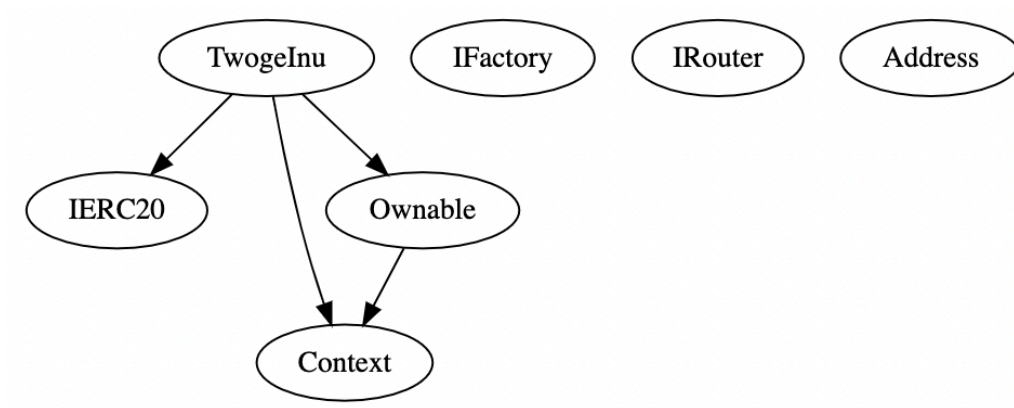 TwogeInu
IFactory
IRouter
Address
IERC20
Ownable
Context